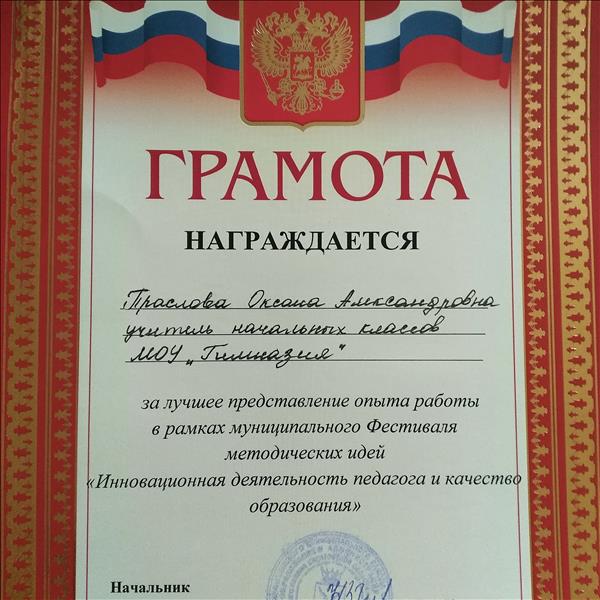 ГРАМОТА
НАГРАЖДАЕТСЯ
Праслова Оксана Александровна
учитель начальных классов
МОУ „Гимназия"
за лучшее представление опыта работы
в рамках муниципального Фестиваля
методических идей
«Инновационная деятельность педагога и качество
образования»
Начальник